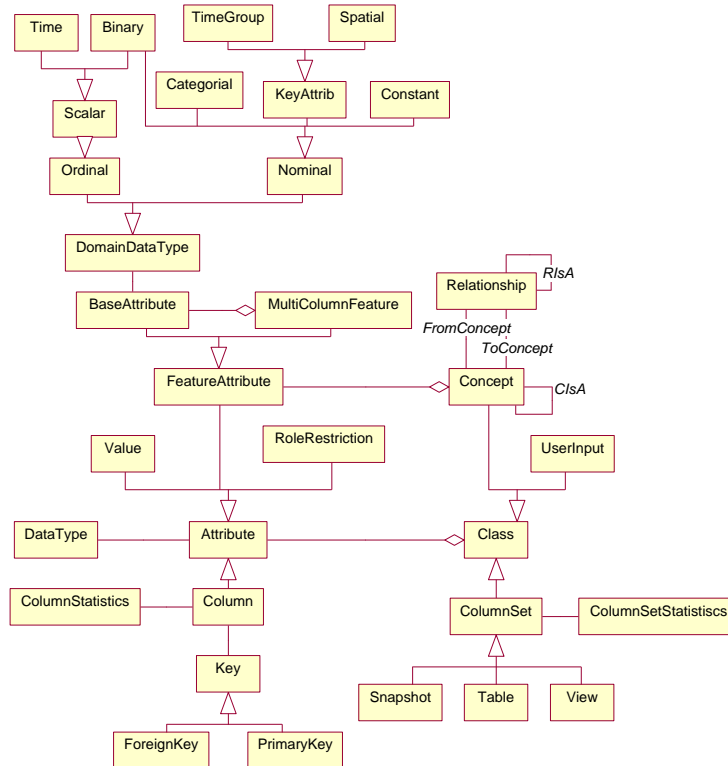 TimeGroup
Spatial
Time
Binary
Categorial
KeyAttrib
Constant
Scalar
Ordinal
Nominal
DomainDataType
BaseAttribute
MultiColumnFeature
Relationship
RIsA
FromConcept
ToConcept
FeatureAttribute
Concept
CIsA
Value
RoleRestriction
UserInput
DataType
Attribute
Class
ColumnStatistics
Column
ColumnSet
ColumnSetStatistiscs
Key
Snapshot
Table
View
ForeignKey
PrimaryKey